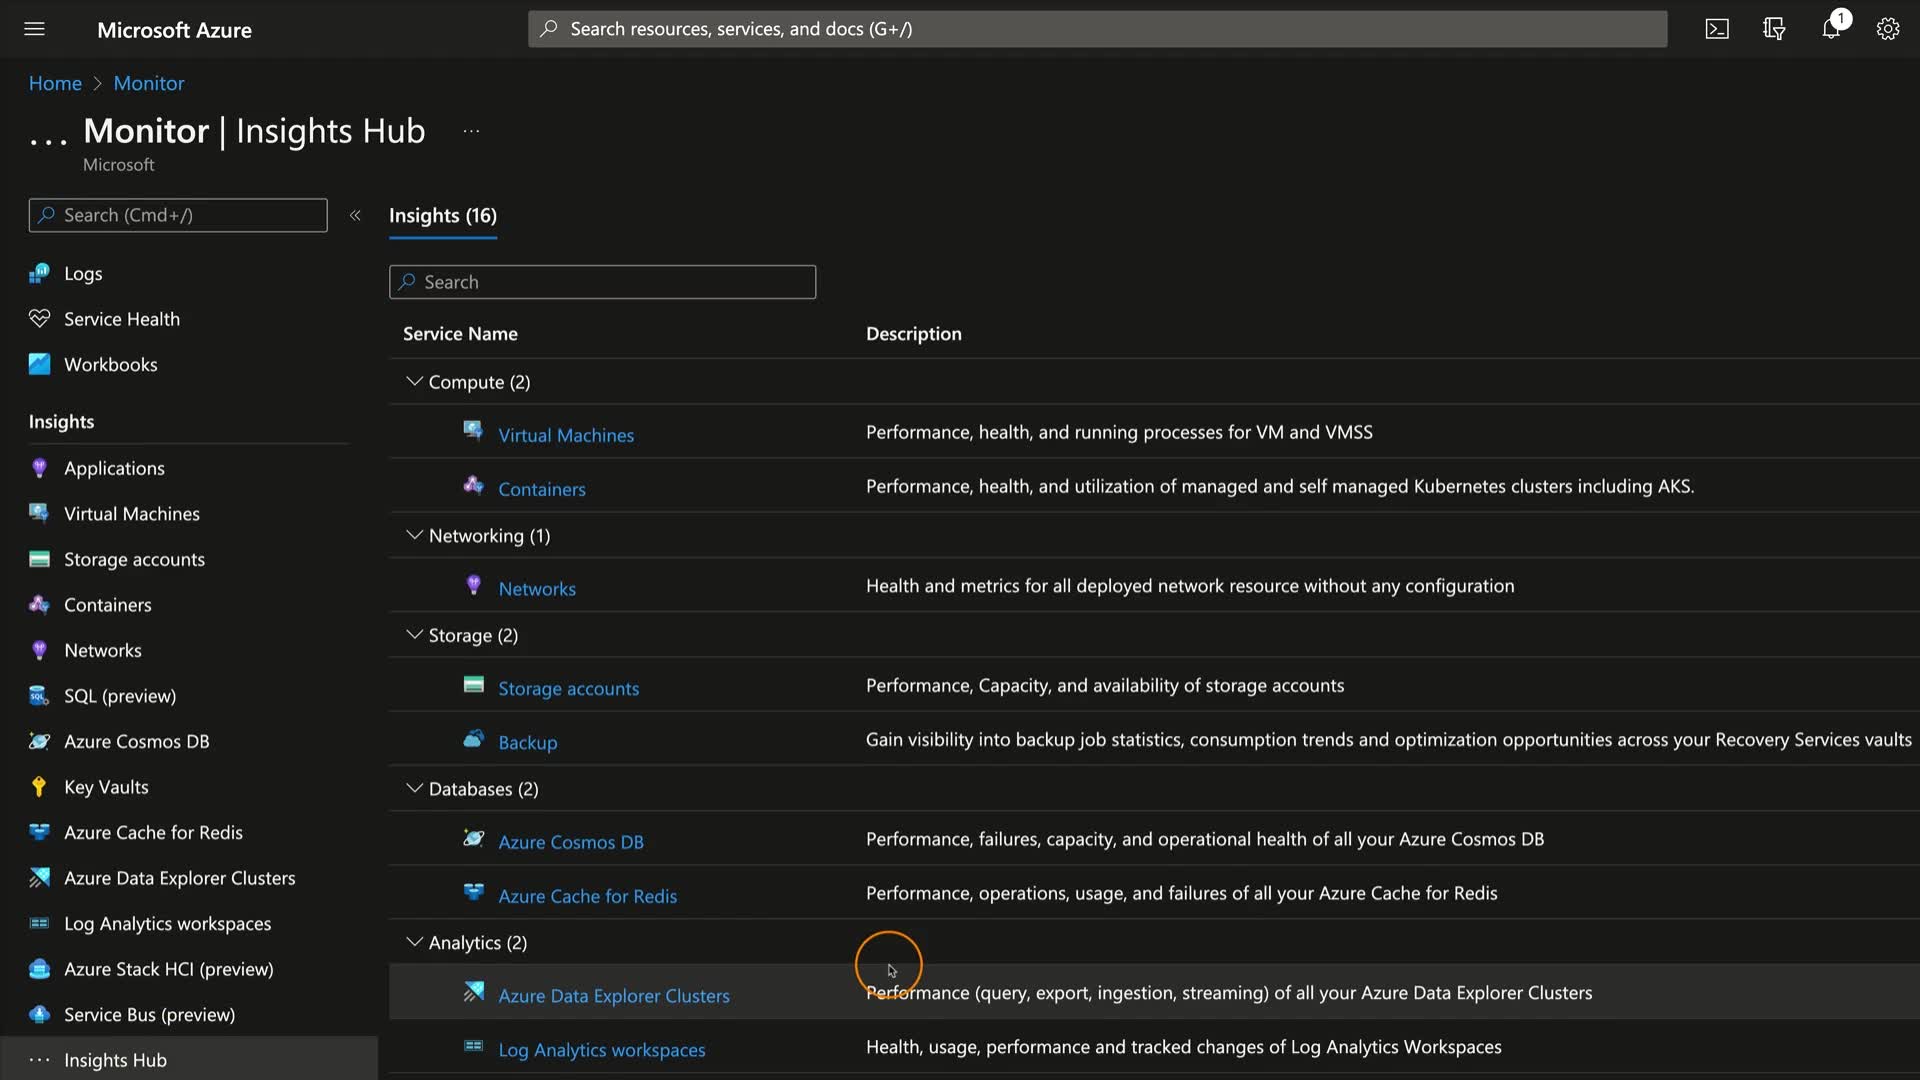 Microsoft Azure
Search resources, services, and docs (G+/)
1
Home > Monitor
... Monitor | Insights Hub ...
Microsoft
Search (Cmd+/)
«
Logs
Service Health
Workbooks
Insights
Applications
Virtual Machines
Storage accounts
Containers
Networks
SQL (preview)
Azure Cosmos DB
Key Vaults
Azure Cache for Redis
Azure Data Explorer Clusters
Log Analytics workspaces
Azure Stack HCI (preview)
Service Bus (preview)
... Insights Hub
Insights (16)
Search
Service Name Description
Compute (2)
Virtual Machines Performance, health, and running processes for VM and VMSS
Containers Performance, health, and utilization of managed and self managed Kubernetes clusters including AKS.
Networking (1)
Networks Health and metrics for all deployed network resource without any configuration
Storage (2)
Storage accounts Performance, Capacity, and availability of storage accounts
Backup Gain visibility into backup job statistics, consumption trends and optimization opportunities across your Recovery Services vaults
Databases (2)
Azure Cosmos DB Performance, failures, capacity, and operational health of all your Azure Cosmos DB
Azure Cache for Redis Performance, operations, usage, and failures of all your Azure Cache for Redis
Analytics (2)
Azure Data Explorer Clusters Performance (query, export, ingestion, streaming) of all your Azure Data Explorer Clusters
Log Analytics workspaces Health, usage, performance and tracked changes of Log Analytics Workspaces